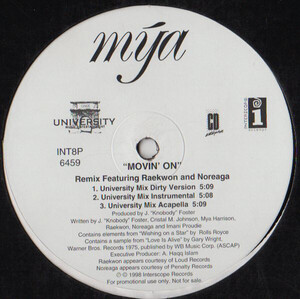 mýa
UNIVERSITY
INT8P
6459
CD
interscope
RECORDS
"MOVIN' ON"
Remix Featuring Raekwon and Noreaga
1. University Mix Dirty Version 5:09
2. University Mix Instrumental 5:08
3. University Mix Acapella 5:09
Produced by J. "Knobody" Foster
Written by J. "Knobody" Foster, Cristal M. Johnson, Mya Harrison,
Raekwon, Noreaga and Imani Proudie
Contains elements from "Wishing on a Star" by Rolls Royce
Contains a sample from "Love Is Alive" by Gary Wright,
Warner Bros. Records 1975, published by WB Music Corp. (ASCAP)
Executive Producer: A. Haqq Islam
Raekwon appears courtesy of Loud Records
Noreaga appears courtesy of Penalty Records
© 1998 Interscope Records
For promotional use only. Not for sale.